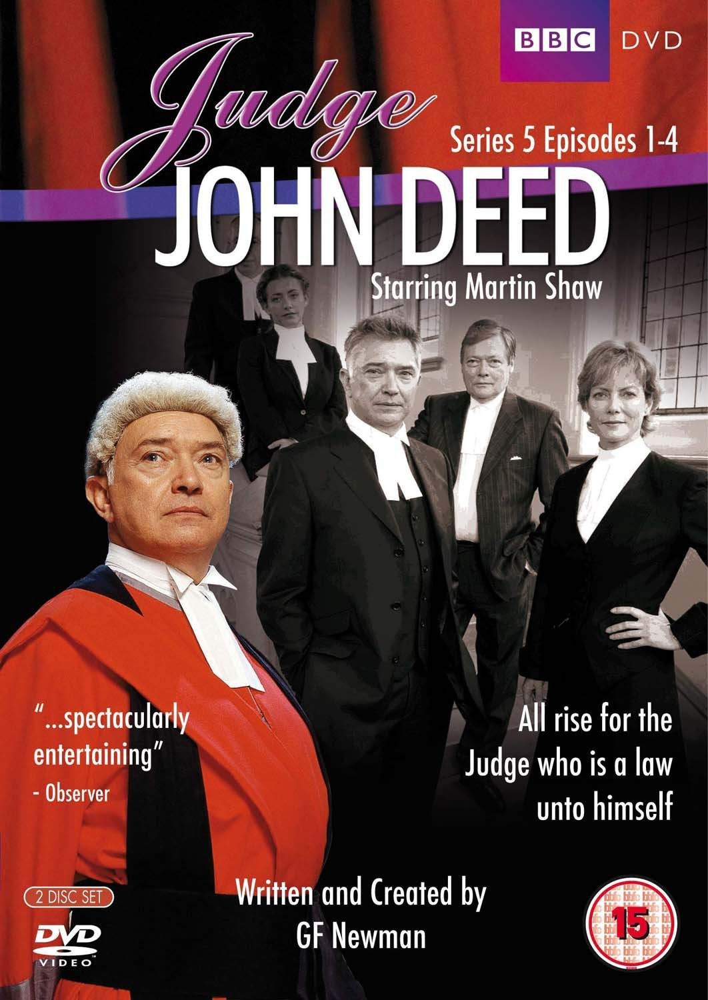 BBC DVD
Judge
Series 5 Episodes 1-4
JOHN DEED
Starring Martin Shaw
"...spectacularly
entertaining"
- Observer
All rise for the
Judge who is a law
unto himself
2 DISC SET
DVD
VIDEO
Written and Created by
GF Newman
15